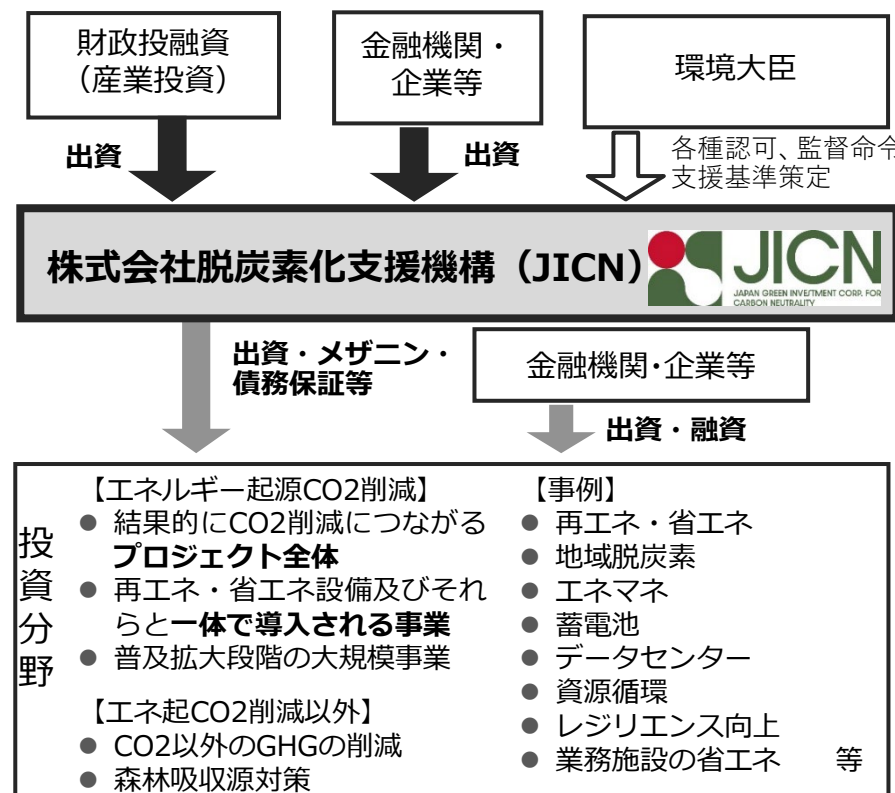 財政投融資
（産業投資）
金融機関・
企業等
環境大臣
出資
出資
各種認可、監督命令
支援基準策定
株式会社脱炭素化支援機構（JICN）
JICN
JAPAN GREEN INVESTMENT CORP. FOR
CARBON NEUTRALITY
出資・メザニン・
債務保証等
金融機関・企業等
出資・融資
投資分野
【エネルギー起源CO2削減】
● 結果的にCO2削減につながる
プロジェクト全体
● 再エネ・省エネ設備及びそれ
らと一体で導入される事業
● 普及拡大段階の大規模事業
【エネ起CO2削減以外】
● CO2以外のGHGの削減
● 森林吸収源対策
【事例】
● 再エネ・省エネ
● 地域脱炭素
● エネマネ
● 蓄電池
● データセンター
● 資源循環
● レジリエンス向上
● 業務施設の省エネ　等